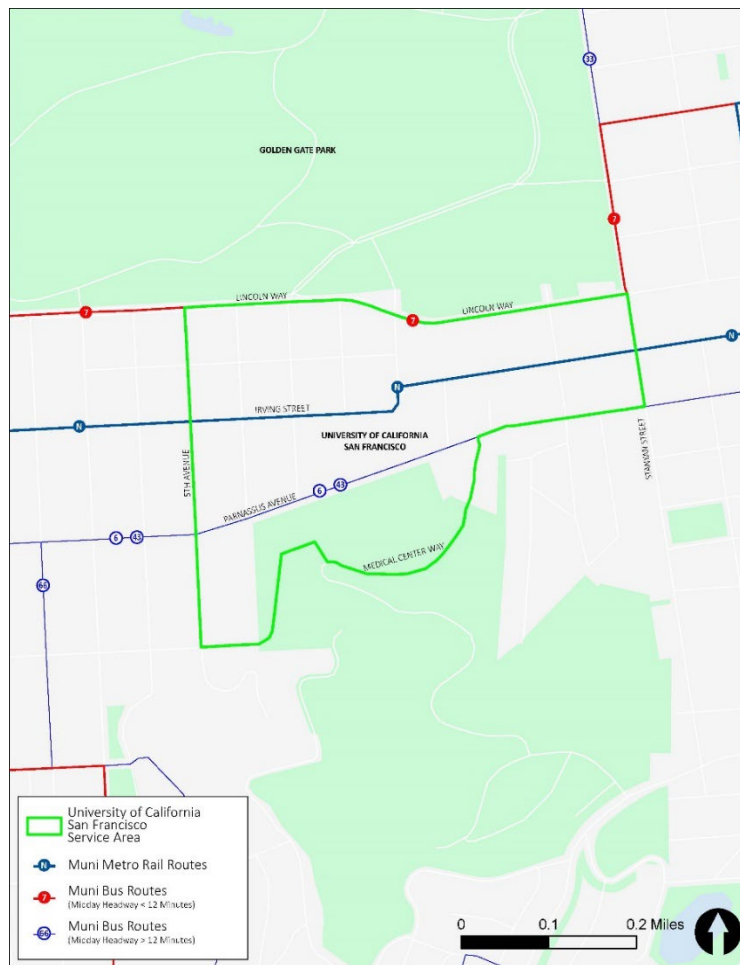 33
GOLDEN GATE PARK
7
LINCOLN WAY
LINCOLN WAY
7
7
N
N
IRVING STREET
N
UNIVERSITY OF CALIFORNIA
SAN FRANCISCO
5TH AVENUE
STANYAN STREET
PARNASSUS AVENUE
6
43
6
43
MEDICAL CENTER WAY
66
University of California
San Francisco
Service Area
N
Muni Metro Rail Routes
7
Muni Bus Routes
(Midday Headway < 12 Minutes)
66
Muni Bus Routes
(Midday Headway > 12 Minutes)
0 0.1 0.2 Miles